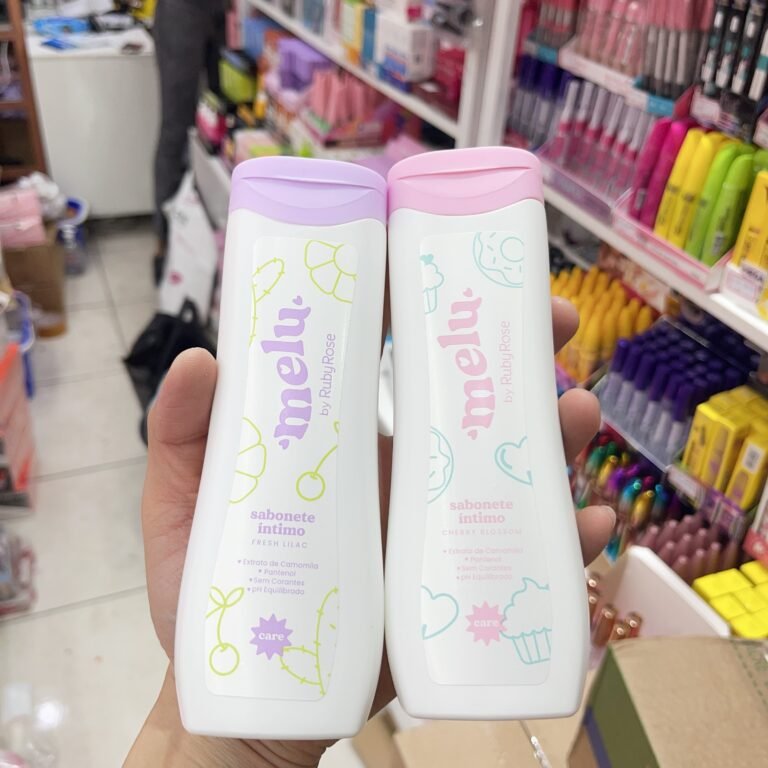 melu
by Ruby Rose
sabonete
íntimo
FRESH LILAC
Extrato de Camomila
Pantenol
Sem Corantes
pH Equilibrado
care
melu
by Ruby Rose
sabonete
íntimo
CHERRY BLOSSOM
Extrato de Camomila
Pantenol
Sem Corantes
pH Equilibrado
care